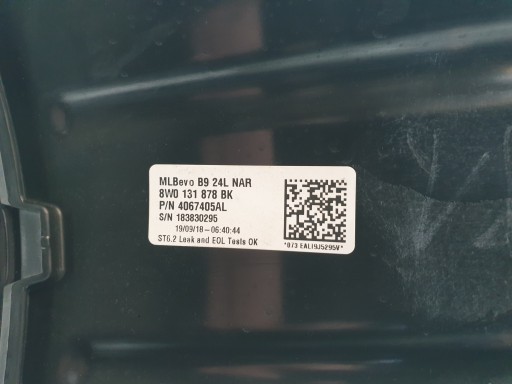 MLBevo B9 24L NAR
8W0 131 878 BK
P/N 4067405AL
S/N 183830295
19/09/18-06:40:44
ST6.2 Leak and EOL Tests OK